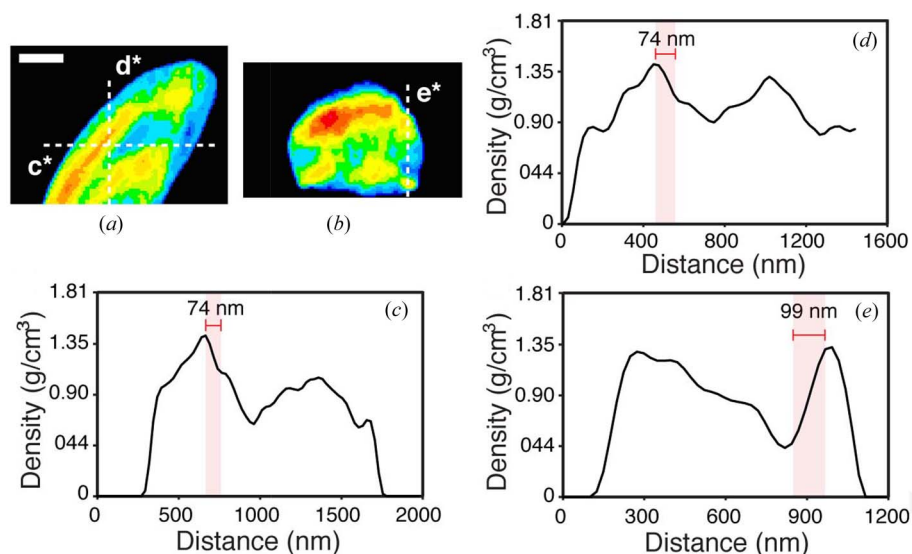 d*
c*
(a)
e*
(b)
(d)
74 nm
1.81
1.35
0.90
044
0
Density (g/cm³)
0
400
800
1200
1600
Distance (nm)
(c)
74 nm
1.81
1.35
0.90
044
0
Density (g/cm³)
0
500
1000
1500
2000
Distance (nm)
(e)
99 nm
1.81
1.35
0.90
044
0
Density (g/cm³)
0
300
600
900
1200
Distance (nm)